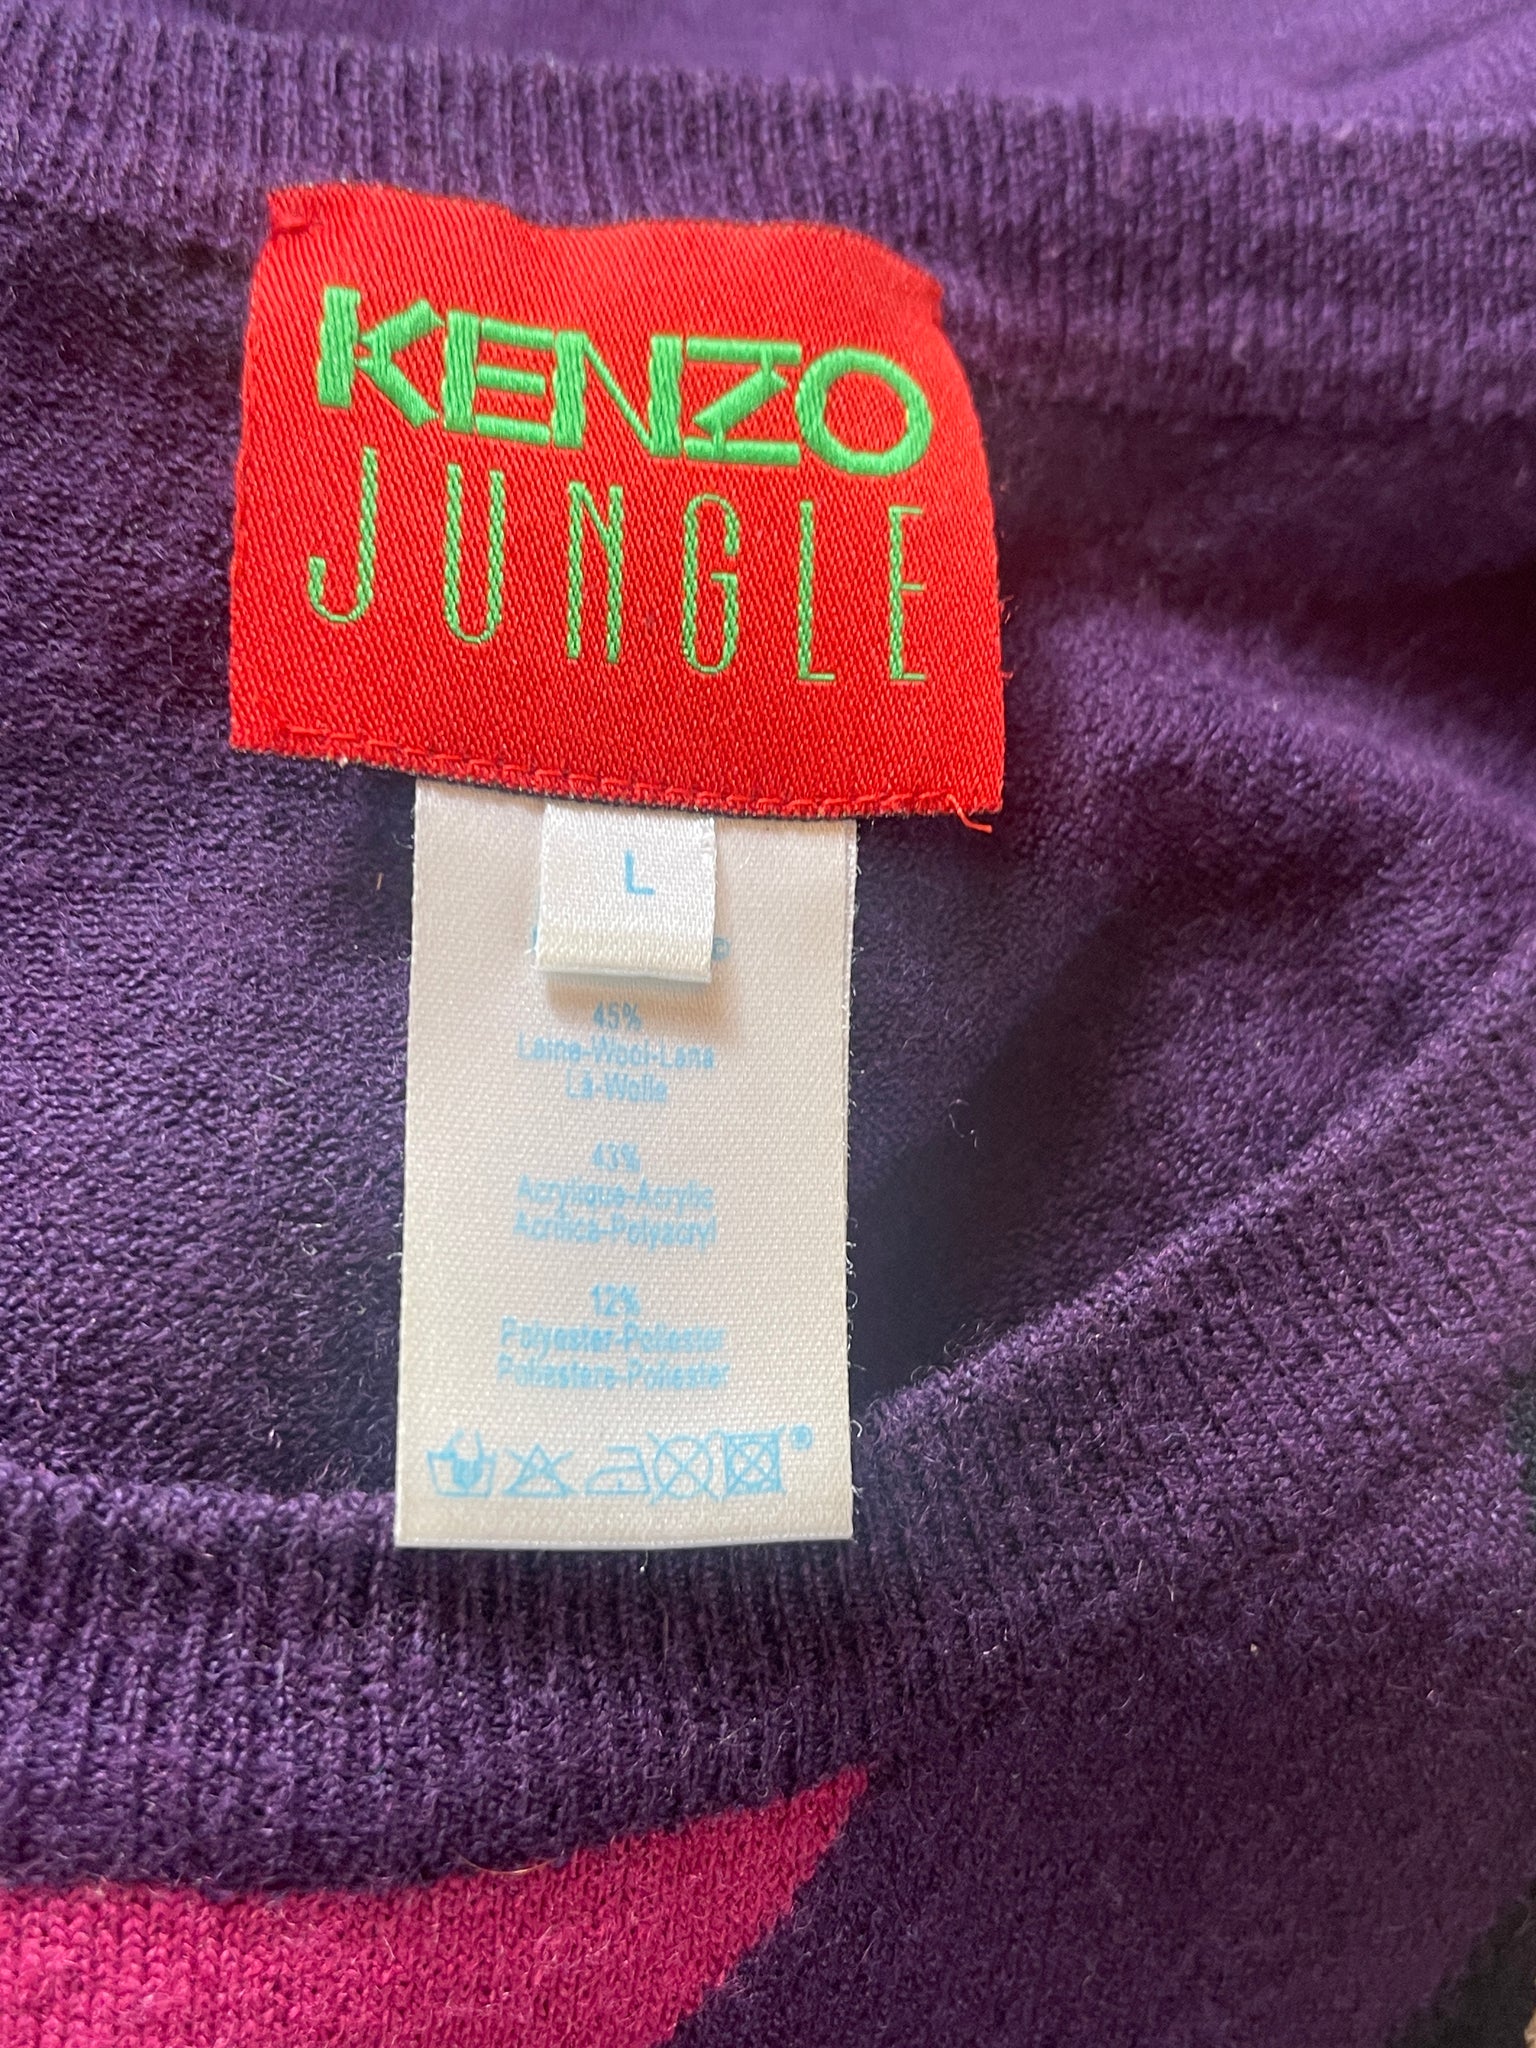 KENZO
JUNGLE
L
©
45%
Laine-Wool-Lana
Lã-Wolle
43%
Acrylique-Acrylic
Acrilica-Polyacryl
12%
Polyester-Poliester
Poliestere-Poliester